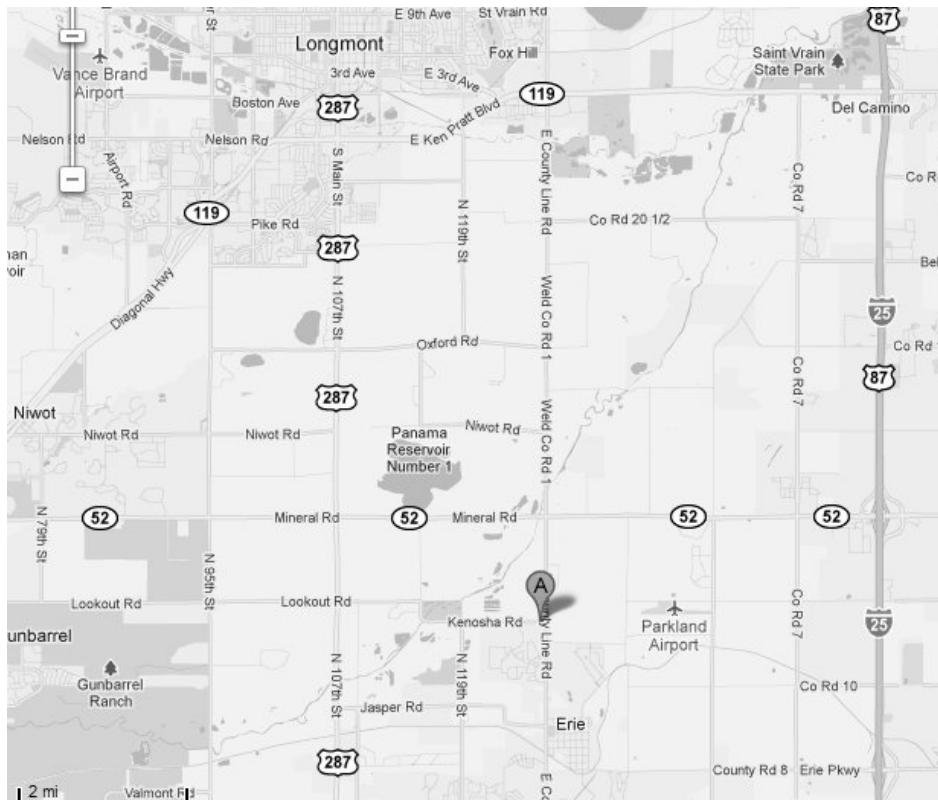 E 9th Ave
St Vrain Rd
87
Longmont
Fox Hill
Saint Vrain
State Park
Vance Brand
Airport
3rd Ave
E 3rd Ave
Boston Ave
287
119
Del Camino
Nelson Rd
Nelson Rd
E Ken Pratt Blvd
Airport Rd
S Main St
E County Line Rd
Co Rd 7
119
Pike Rd
N 119th St
Co Rd 20 1/2
287
Diagonal Hwy
N 107th St
Weld Co Rd 1
25
Oxford Rd
Co Rd 7
87
287
Niwot
Niwot Rd
Niwot Rd
Niwot Rd
Weld Co Rd 1
Panama
Reservoir
Number 1
52
Mineral Rd
52
Mineral Rd
52
52
N 79th St
N 95th St
A
Lookout Rd
Lookout Rd
Kenosha Rd
Parkland
Airport
Co Rd 7
25
unbarrel
Gunbarrel
Ranch
N 107th St
N 119th St
ounty Line Rd
Co Rd 10
Jasper Rd
Erie
287
County Rd 8
Erie Pkwy
2 mi
Valmont Rd
E Co